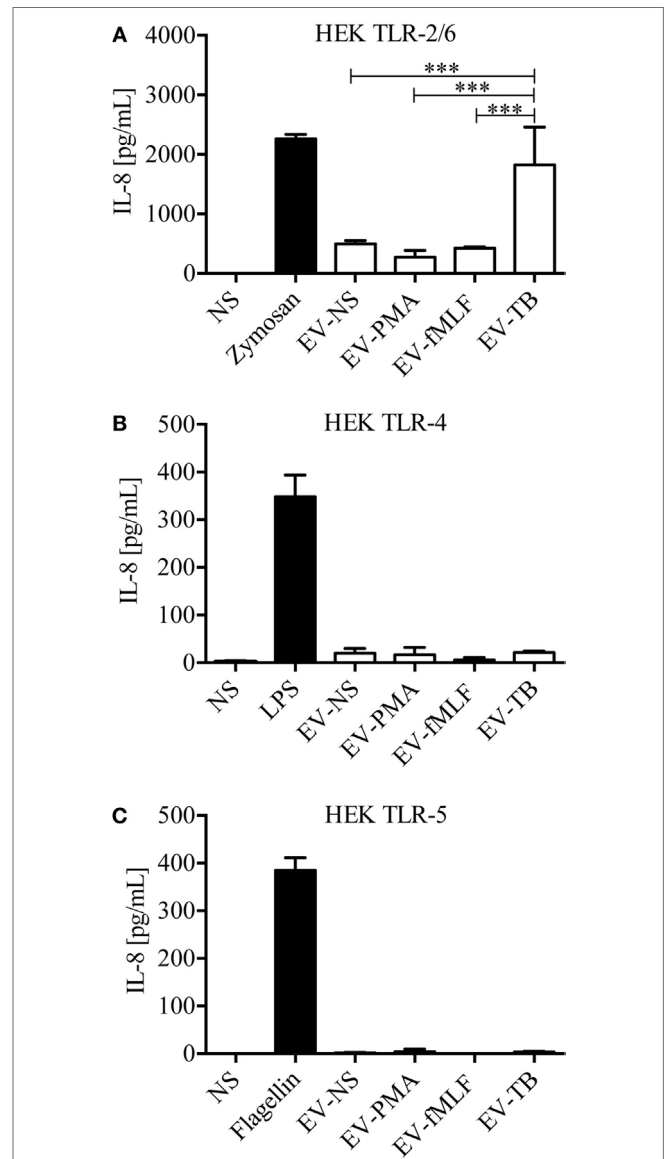 A
HEK TLR-2/6
4000
3000
2000
1000
0
IL-8 [pg/mL]
***
***
***
NS
Zymosan
EV-NS
EV-PMA
EV-fMLF
EV-TB
B
HEK TLR-4
500
400
300
200
100
0
IL-8 [pg/mL]
NS
LPS
EV-NS
EV-PMA
EV-fMLF
EV-TB
C
HEK TLR-5
500
400
300
200
100
0
IL-8 [pg/mL]
NS
Flagellin
EV-NS
EV-PMA
EV-fMLF
EV-TB